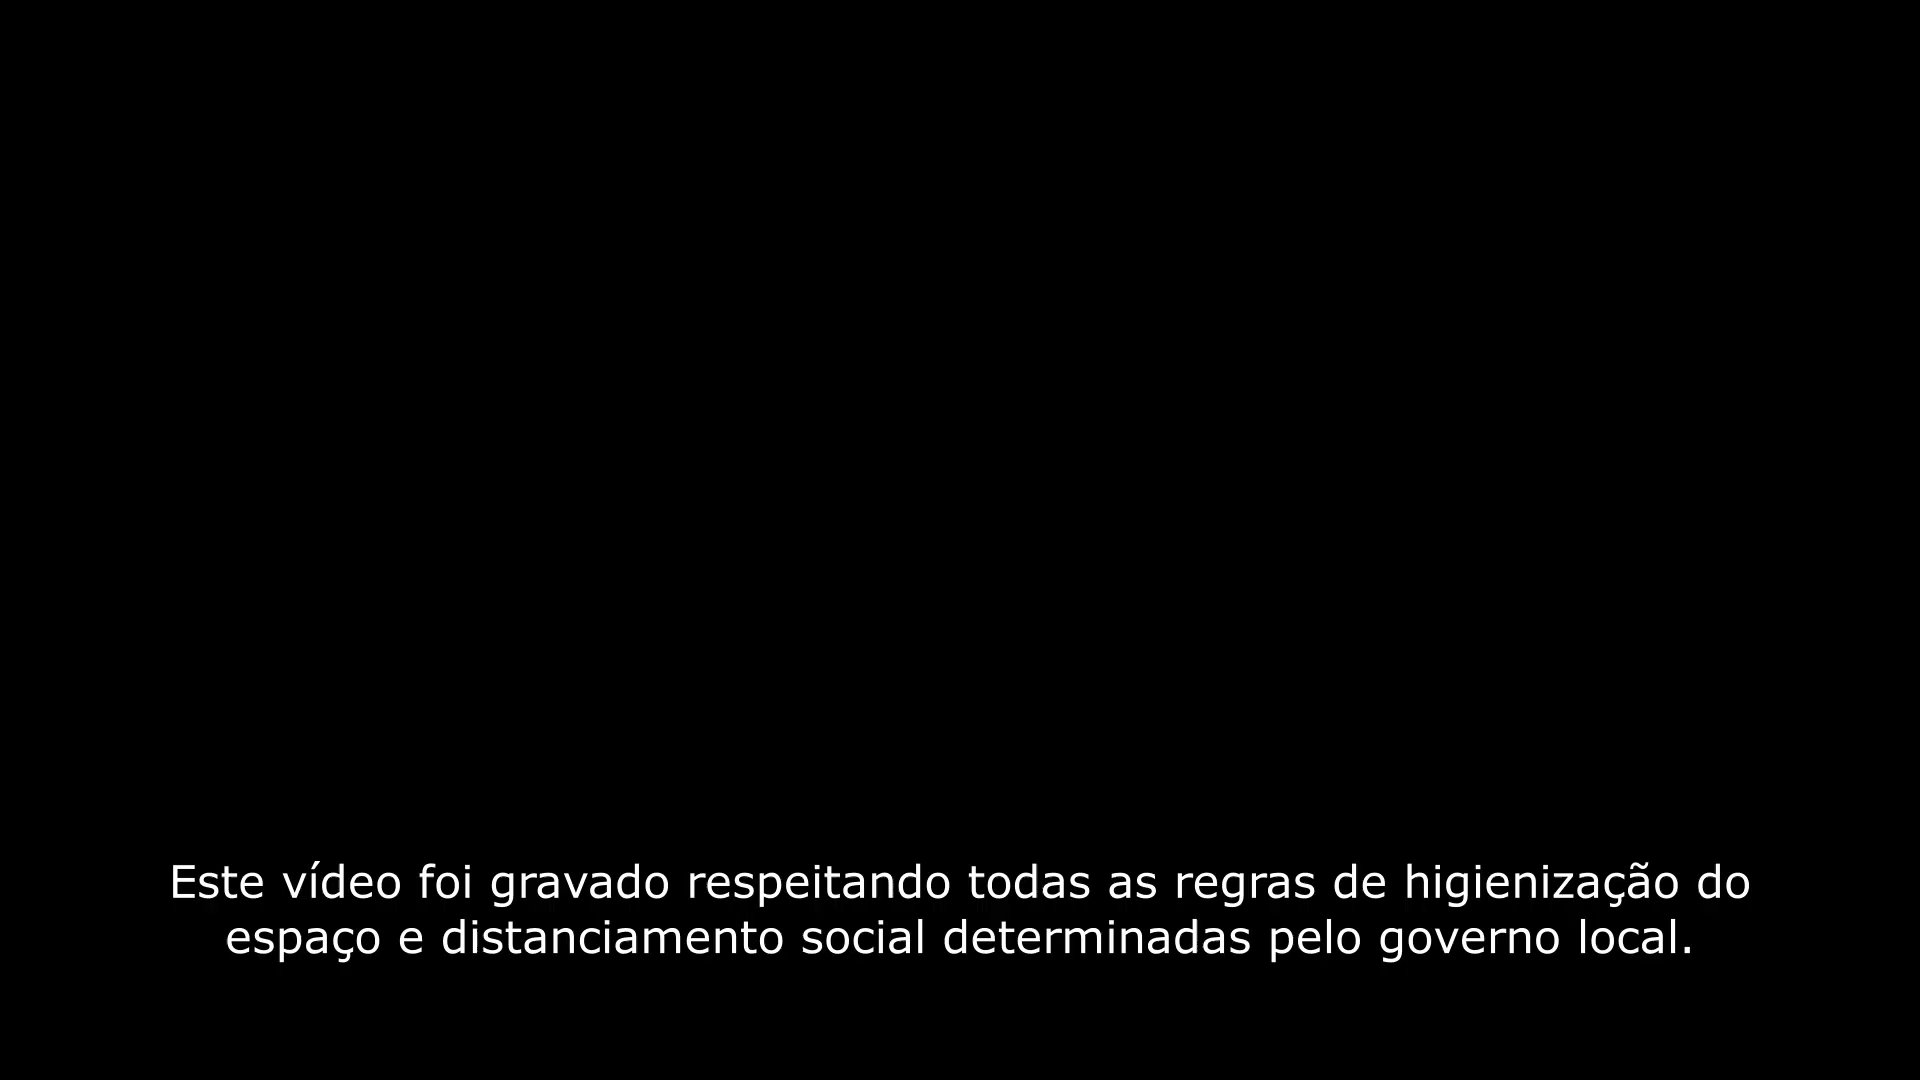 Este vídeo foi gravado respeitando todas as regras de higienização do
espaço e distanciamento social determinadas pelo governo local.